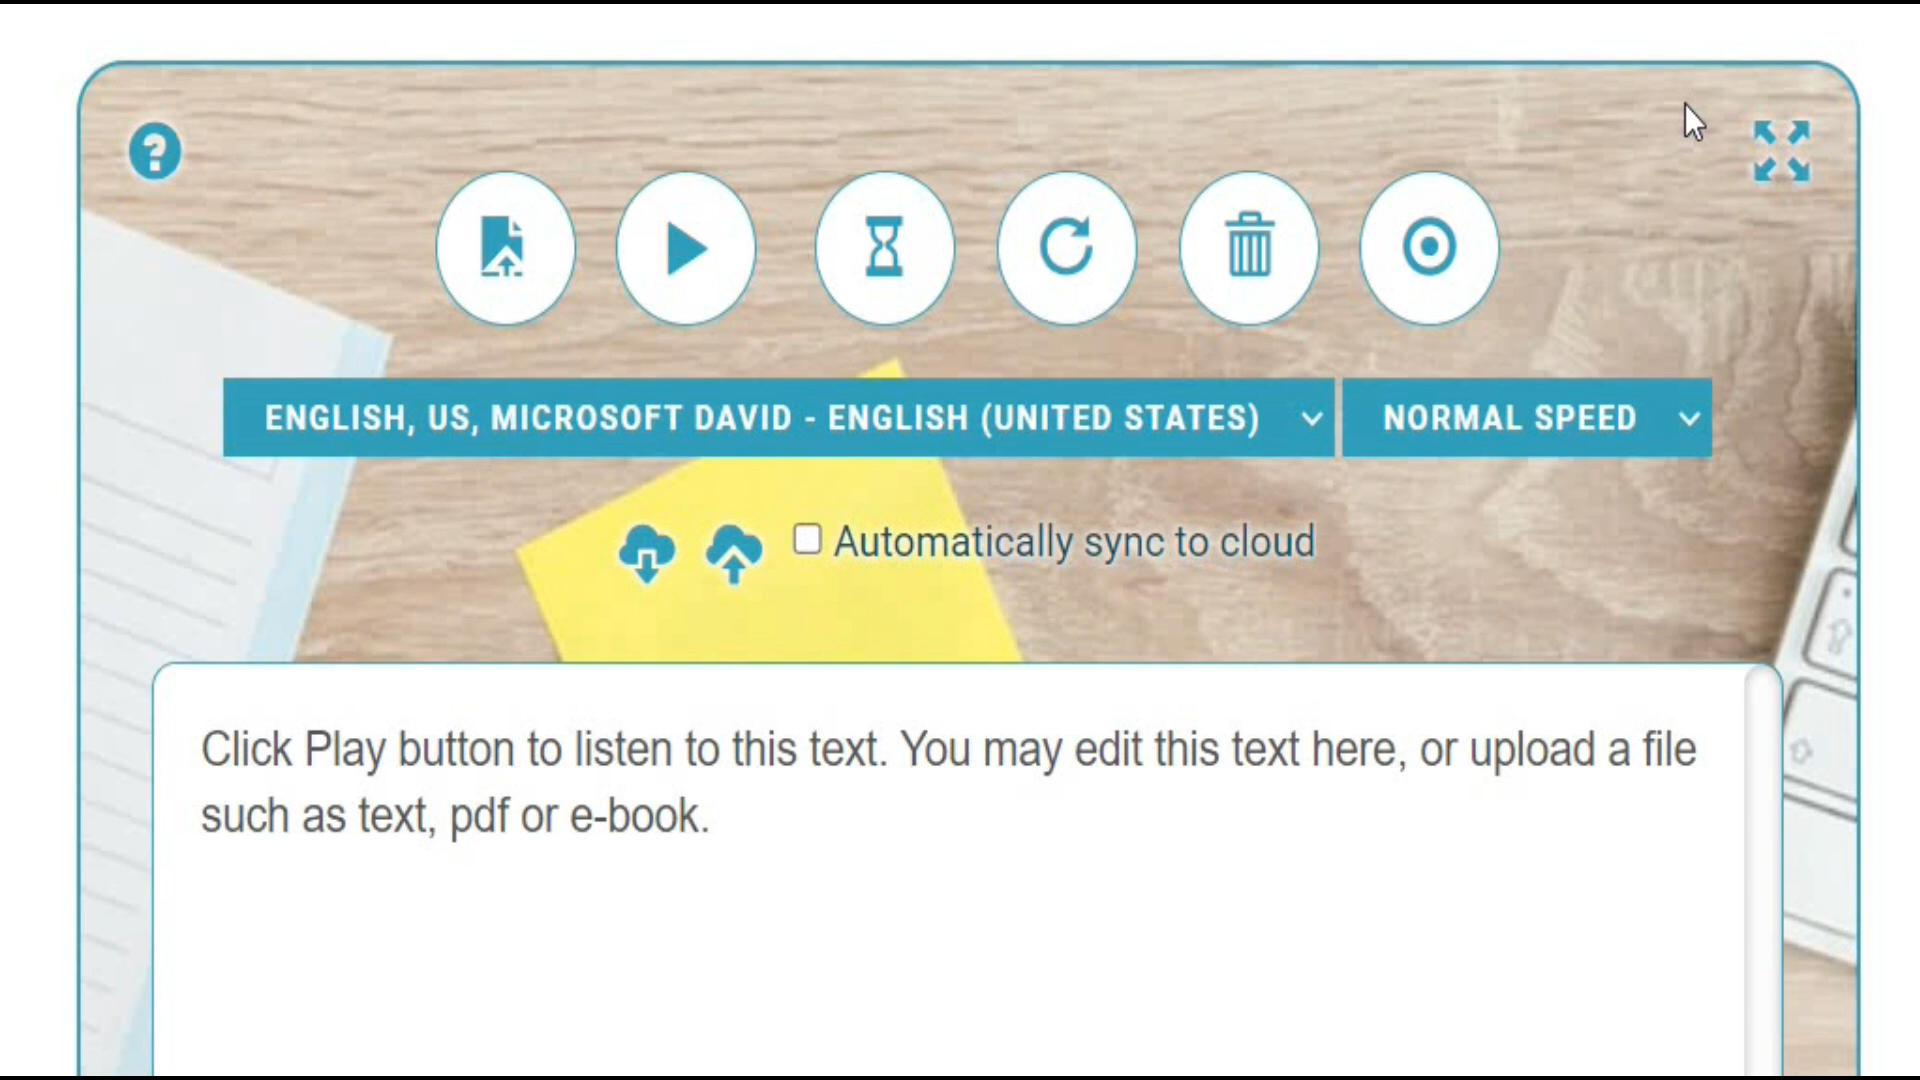 ENGLISH, US, MICROSOFT DAVID - ENGLISH (UNITED STATES) NORMAL SPEED
Automatically sync to cloud
Click Play button to listen to this text. You may edit this text here, or upload a file
such as text, pdf or e-book.